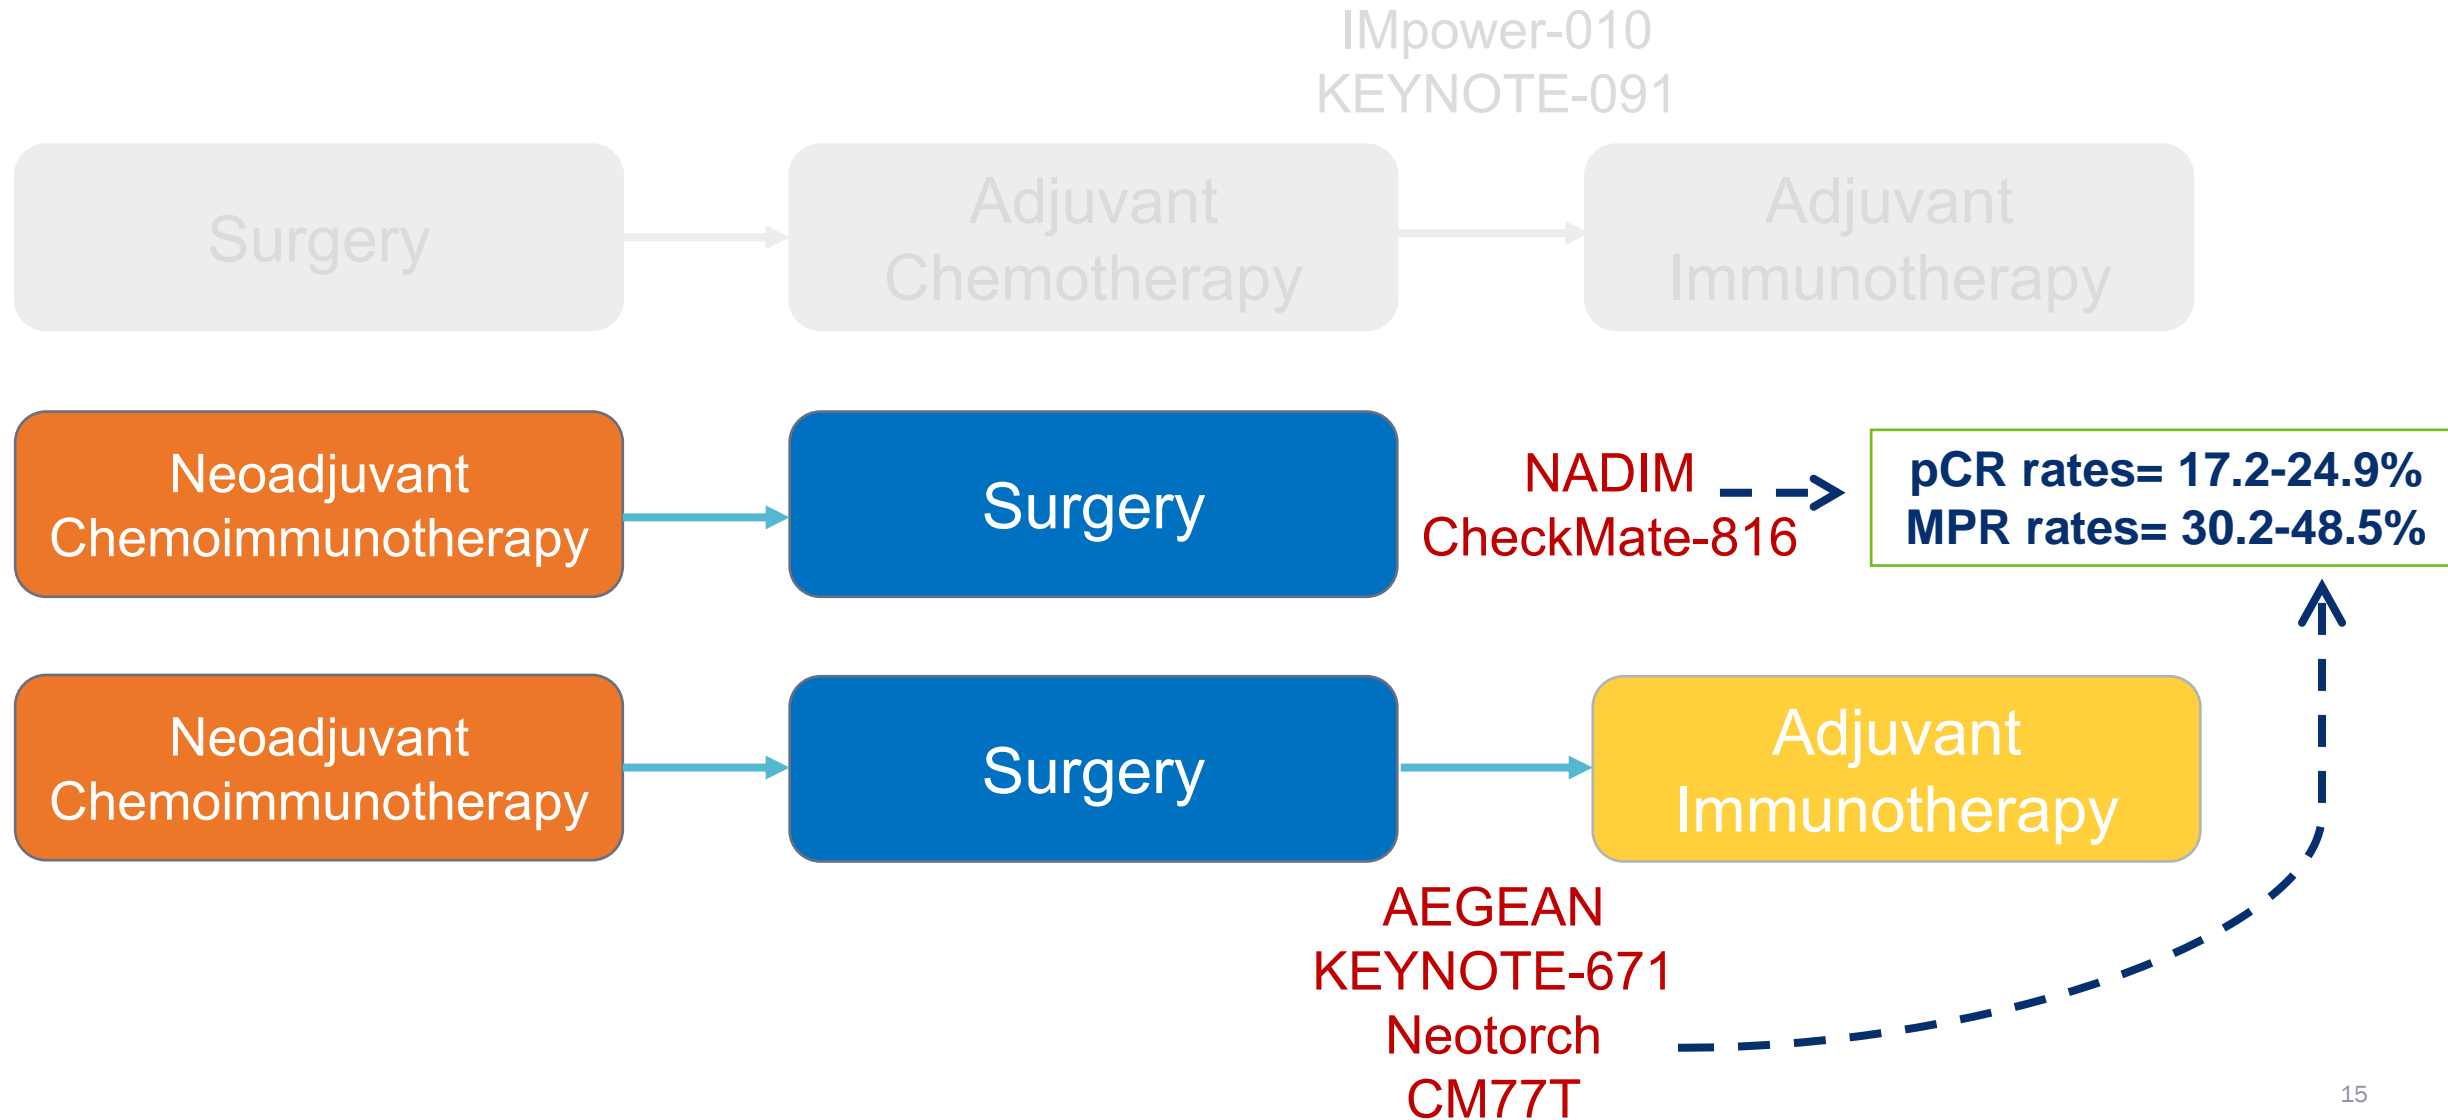 IMpower-010
KEYNOTE-091
Surgery
Adjuvant
Chemotherapy
Adjuvant
Immunotherapy
Neoadjuvant
Chemoimmunotherapy
Surgery
NADIM
CheckMate-816
pCR rates= 17.2-24.9%
MPR rates= 30.2-48.5%
Neoadjuvant
Chemoimmunotherapy
Surgery
Adjuvant
Immunotherapy
AEGEAN
KEYNOTE-671
Neotorch
CM77T
15